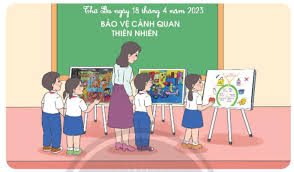 Thứ Ba ngày 18 tháng 4 năm 2023
BẢO VỆ CẢNH QUAN
THIÊN NHIÊN